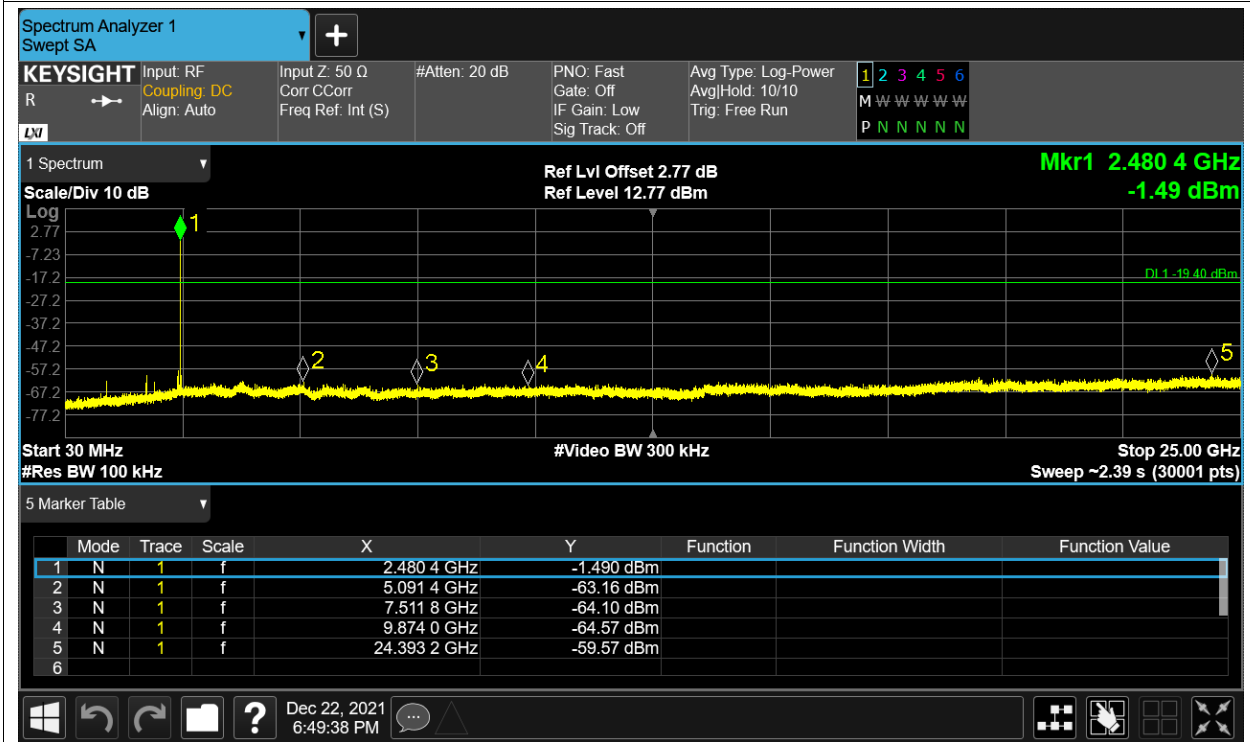 Spectrum Analyzer 1
Swept SA
KEYSIGHT
R
LXI
Input: RF
Coupling: DC
Align: Auto
Input Z: 50 Ω
Corr CCorr
Freq Ref: Int (S)
#Atten: 20 dB
PNO: Fast
Gate: Off
IF Gain: Low
Sig Track: Off
Avg Type: Log-Power
Avg|Hold: 10/10
Trig: Free Run
1 2 3 4 5 6
M W W W W W
P N N N N N
1 Spectrum
Scale/Div 10 dB
Ref Lvl Offset 2.77 dB
Ref Level 12.77 dBm
Mkr1 2.480 4 GHz
-1.49 dBm
Log
2.77
-7.23
-17.2
-27.2
-37.2
-47.2
-57.2
-67.2
-77.2
1
2
3
4
5
DL1 -19.40 dBm
Start 30 MHz
#Video BW 300 kHz
Stop 25.00 GHz
#Res BW 100 kHz
Sweep ~2.39 s (30001 pts)
5 Marker Table
Mode Trace Scale X Y Function Function Width Function Value
1 N 1 f 2.480 4 GHz -1.490 dBm
2 N 1 f 5.091 4 GHz -63.16 dBm
3 N 1 f 7.511 8 GHz -64.10 dBm
4 N 1 f 9.874 0 GHz -64.57 dBm
5 N 1 f 24.393 2 GHz -59.57 dBm
6
?
Dec 22, 2021
6:49:38 PM